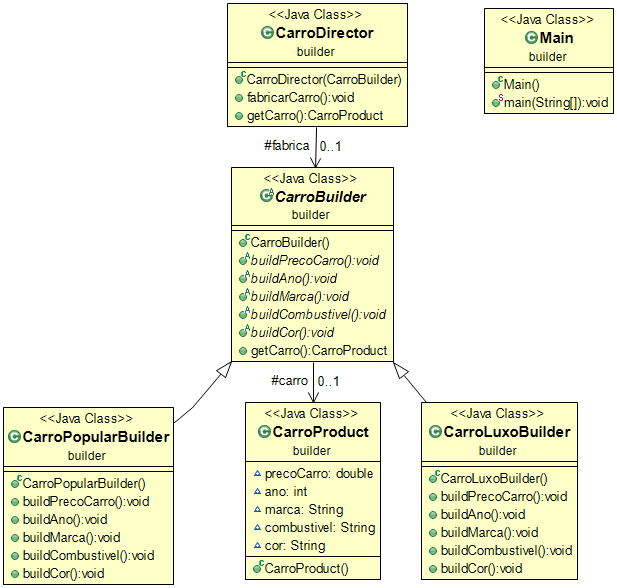 <<Java Class>>
CarroDirector
builder
CarroDirector(CarroBuilder)
fabricarCarro():void
getCarro():CarroProduct
<<Java Class>>
Main
builder
Main()
main(String[]):void
#fabrica 0..1
<<Java Class>>
CarroBuilder
builder
CarroBuilder()
buildPrecoCarro():void
buildAno():void
buildMarca():void
buildCombustivel():void
buildCor():void
getCarro():CarroProduct
#carro 0..1
<<Java Class>>
CarroPopularBuilder
builder
CarroPopularBuilder()
buildPrecoCarro():void
buildAno():void
buildMarca():void
buildCombustivel():void
buildCor():void
<<Java Class>>
CarroProduct
builder
precoCarro: double
ano: int
marca: String
combustivel: String
cor: String
CarroProduct()
<<Java Class>>
CarroLuxoBuilder
builder
CarroLuxoBuilder()
buildPrecoCarro():void
buildAno():void
buildMarca():void
buildCombustivel():void
buildCor():void